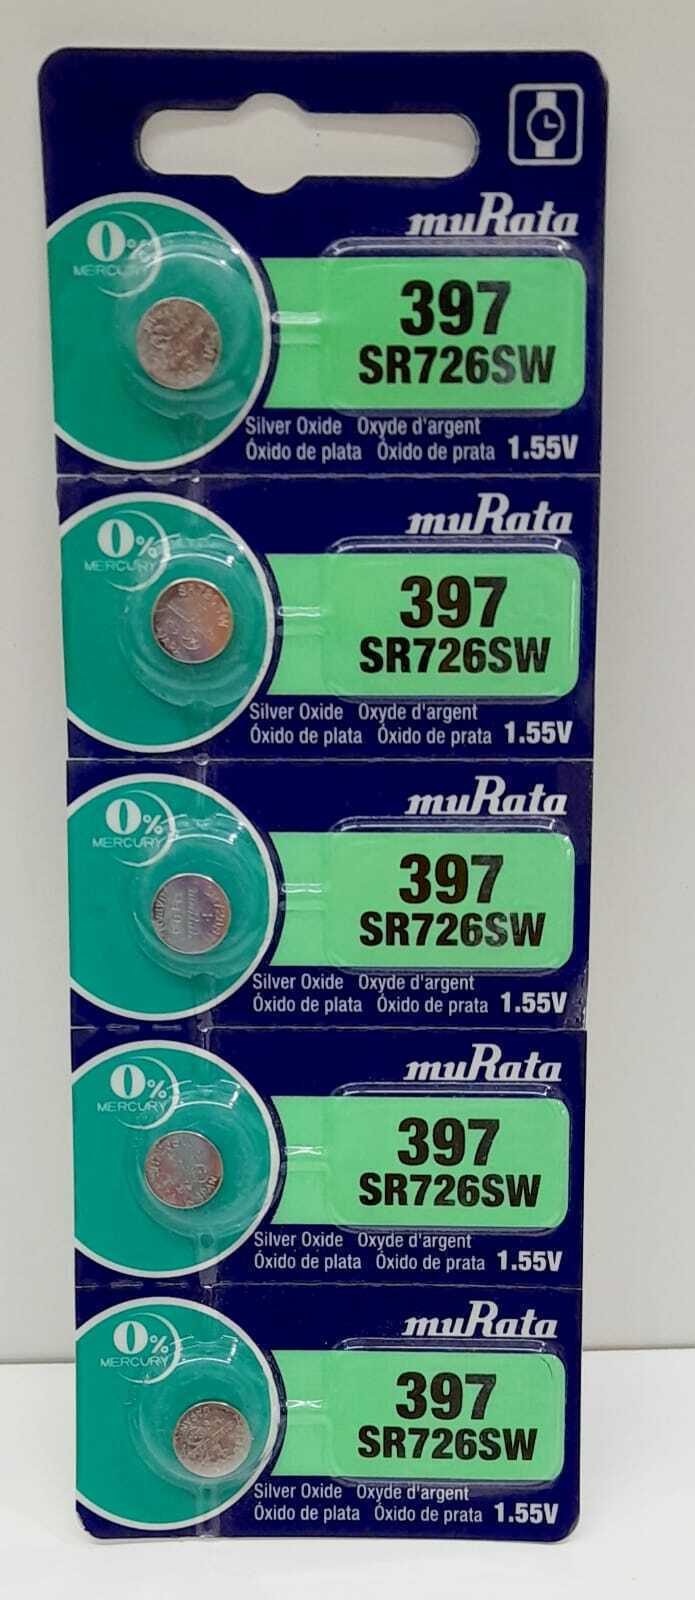 muRata
0%
MERCURY
397
SR726SW
Silver Oxide Oxyde d'argent
Óxido de plata Óxido de prata 1.55V
muRata
0%
MERCURY
397
SR726SW
Silver Oxide Oxyde d'argent
Óxido de plata Óxido de prata 1.55V
muRata
0%
MERCURY
397
SR726SW
Silver Oxide Oxyde d'argent
Óxido de plata Óxido de prata 1.55V
muRata
0%
MERCURY
397
SR726SW
Silver Oxide Oxyde d'argent
Óxido de plata Óxido de prata 1.55V
muRata
0%
MERCURY
397
SR726SW
Silver Oxide Oxyde d'argent
Óxido de plata Óxido de prata 1.55V